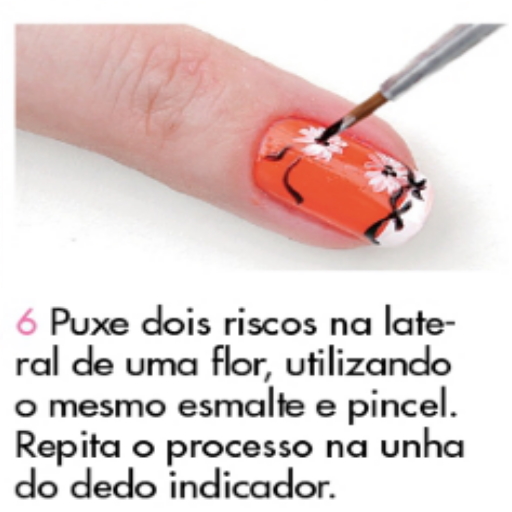 6 Puxe dois riscos na late-
ral de uma flor, utilizando
o mesmo esmalte e pincel.
Repita o processo na unha
do dedo indicador.